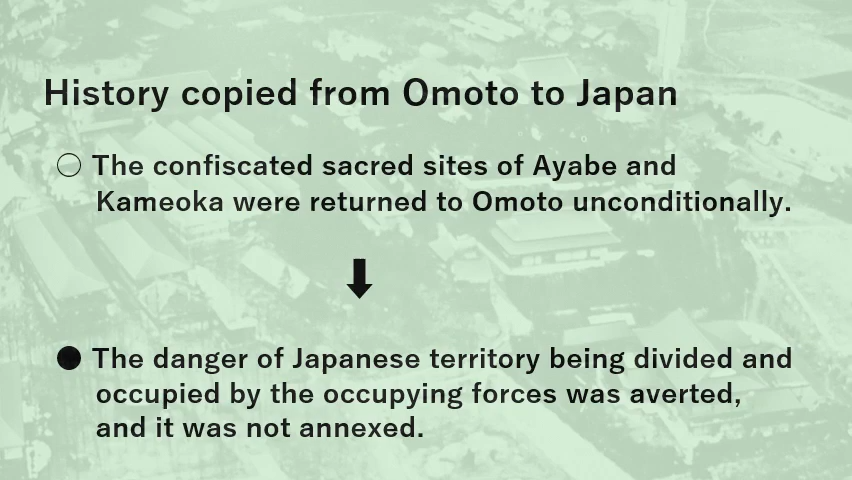 History copied from Omoto to Japan
The confiscated sacred sites of Ayabe and
Kameoka were returned to Omoto unconditionally.
The danger of Japanese territory being divided and
occupied by the occupying forces was averted,
and it was not annexed.